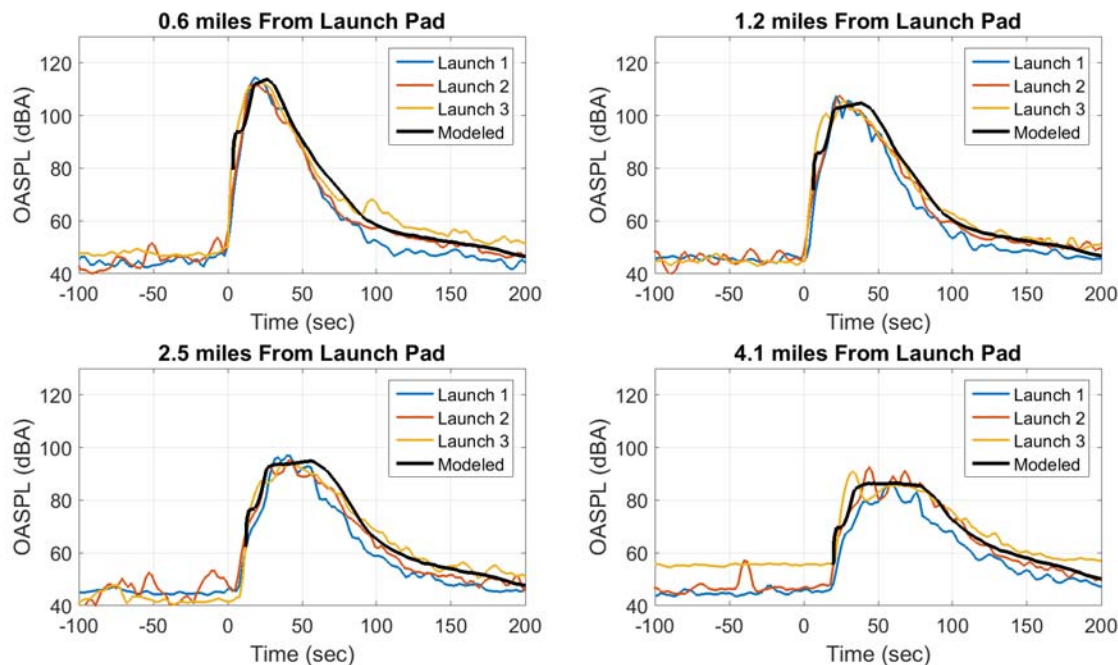 0.6 miles From Launch Pad
OASPL (dBA)
120
100
80
60
40
-100 -50 0 50 100 150 200
Time (sec)
Launch 1
Launch 2
Launch 3
Modeled
1.2 miles From Launch Pad
OASPL (dBA)
120
100
80
60
40
-100 -50 0 50 100 150 200
Time (sec)
Launch 1
Launch 2
Launch 3
Modeled
2.5 miles From Launch Pad
OASPL (dBA)
120
100
80
60
40
-100 -50 0 50 100 150 200
Time (sec)
Launch 1
Launch 2
Launch 3
Modeled
4.1 miles From Launch Pad
OASPL (dBA)
120
100
80
60
40
-100 -50 0 50 100 150 200
Time (sec)
Launch 1
Launch 2
Launch 3
Modeled